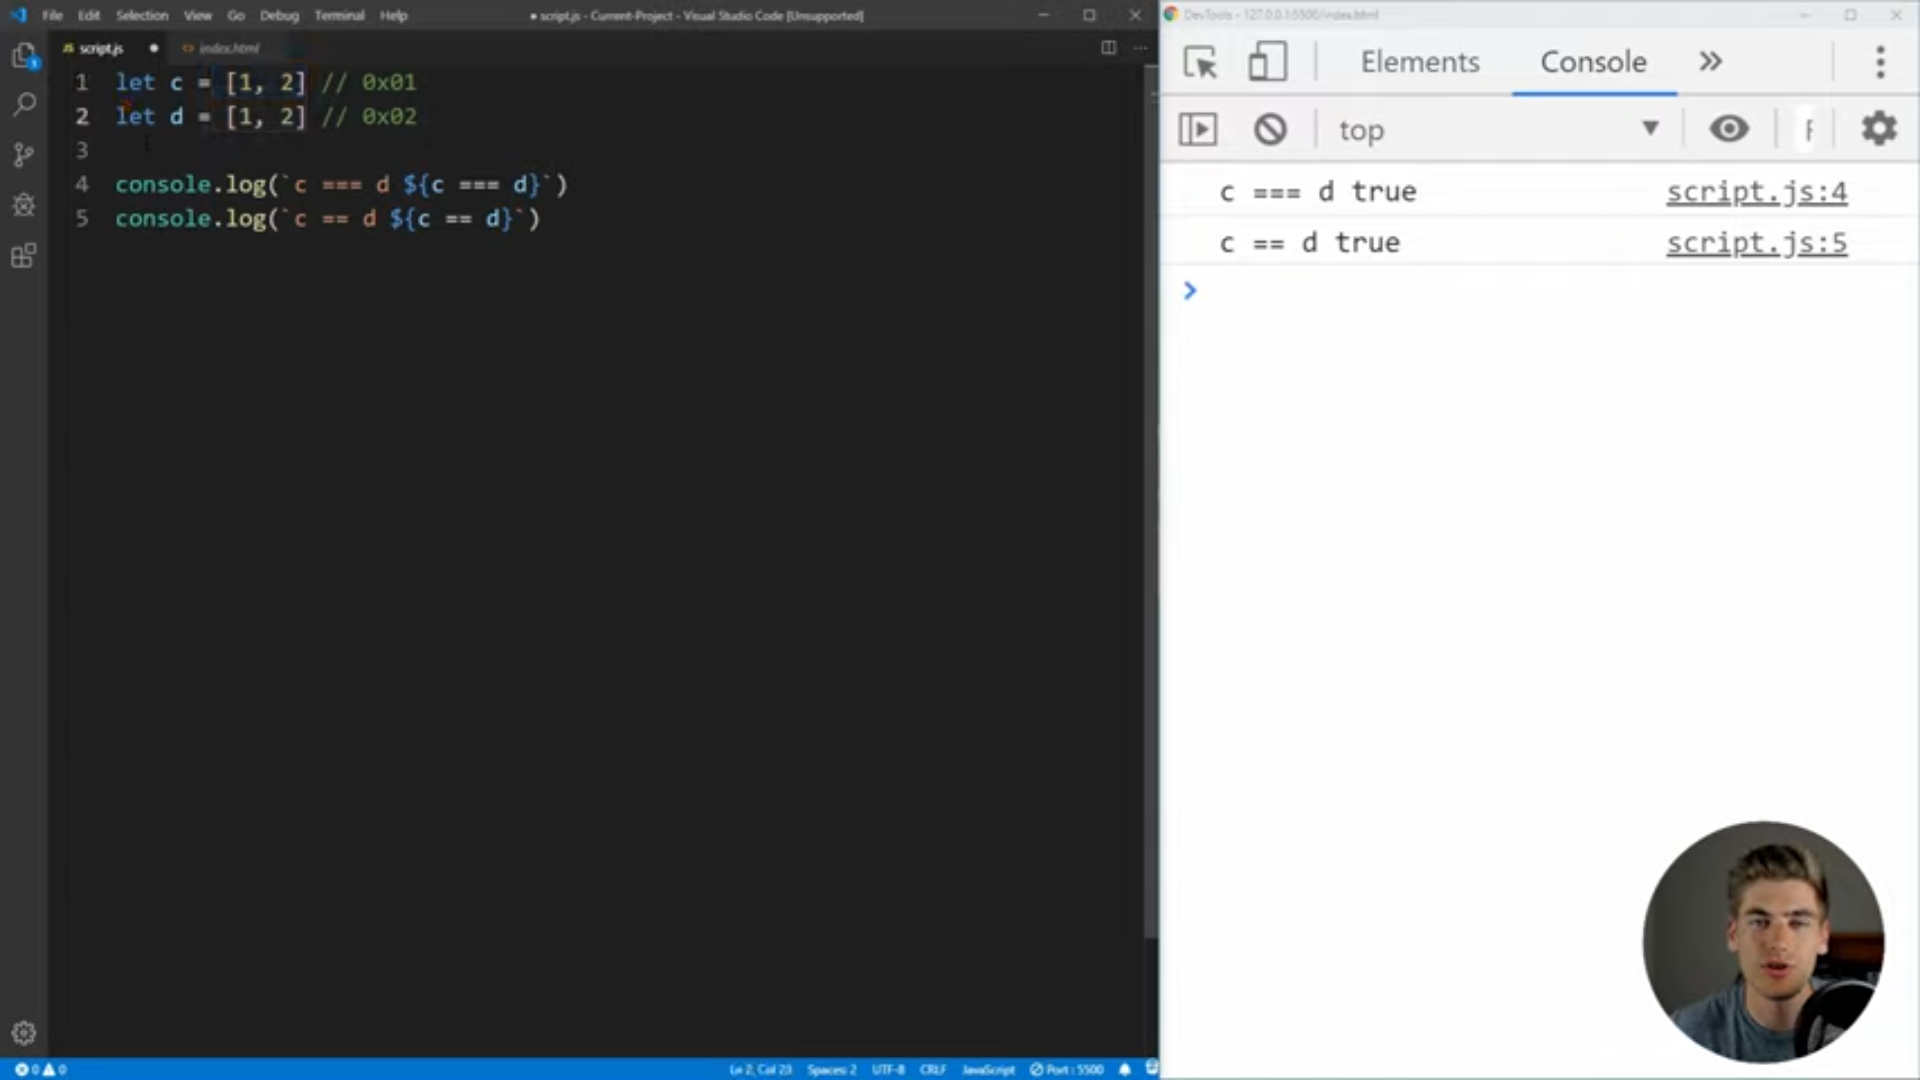 File Edit Selection View Go Debug Terminal Help
● script.js - Current-Project - Visual Studio Code [Unsupported]
JS script.js ●
<> index.html
1 let c = [1, 2] // 0x01
2 let d = [1, 2] // 0x02
3
4 console.log(`c === d ${c === d}`)
5 console.log(`c == d ${c == d}`)
0 0
Ln 2, Col 23 Spaces: 2 UTF-8 CRLF JavaScript Port : 5500
DevTools - 127.0.0.1:5500/index.html
Elements Console »
top
c === d true script.js:4
c == d true script.js:5